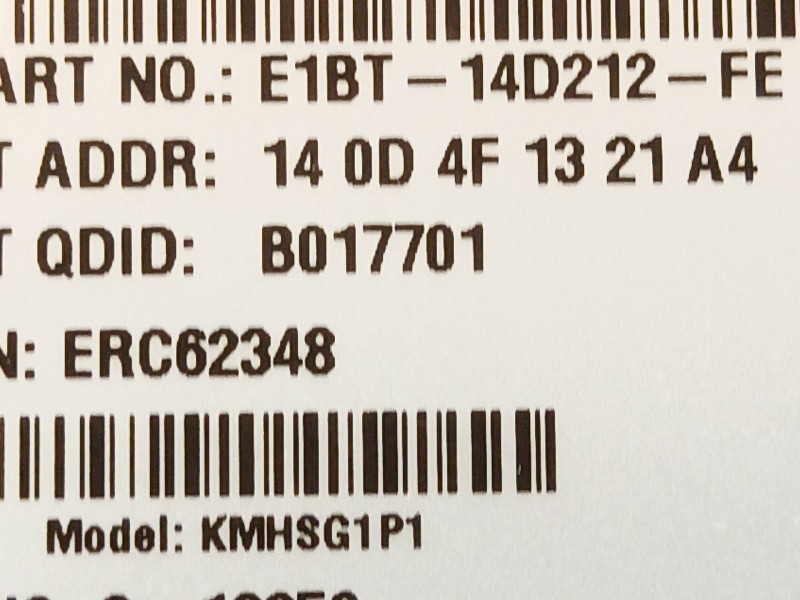 ART NO.: E1BT-14D212-FE
T ADDR: 14 0D 4F 13 21 A4
T QDID: B017701
N: ERC62348
Model: KMHSG1P1